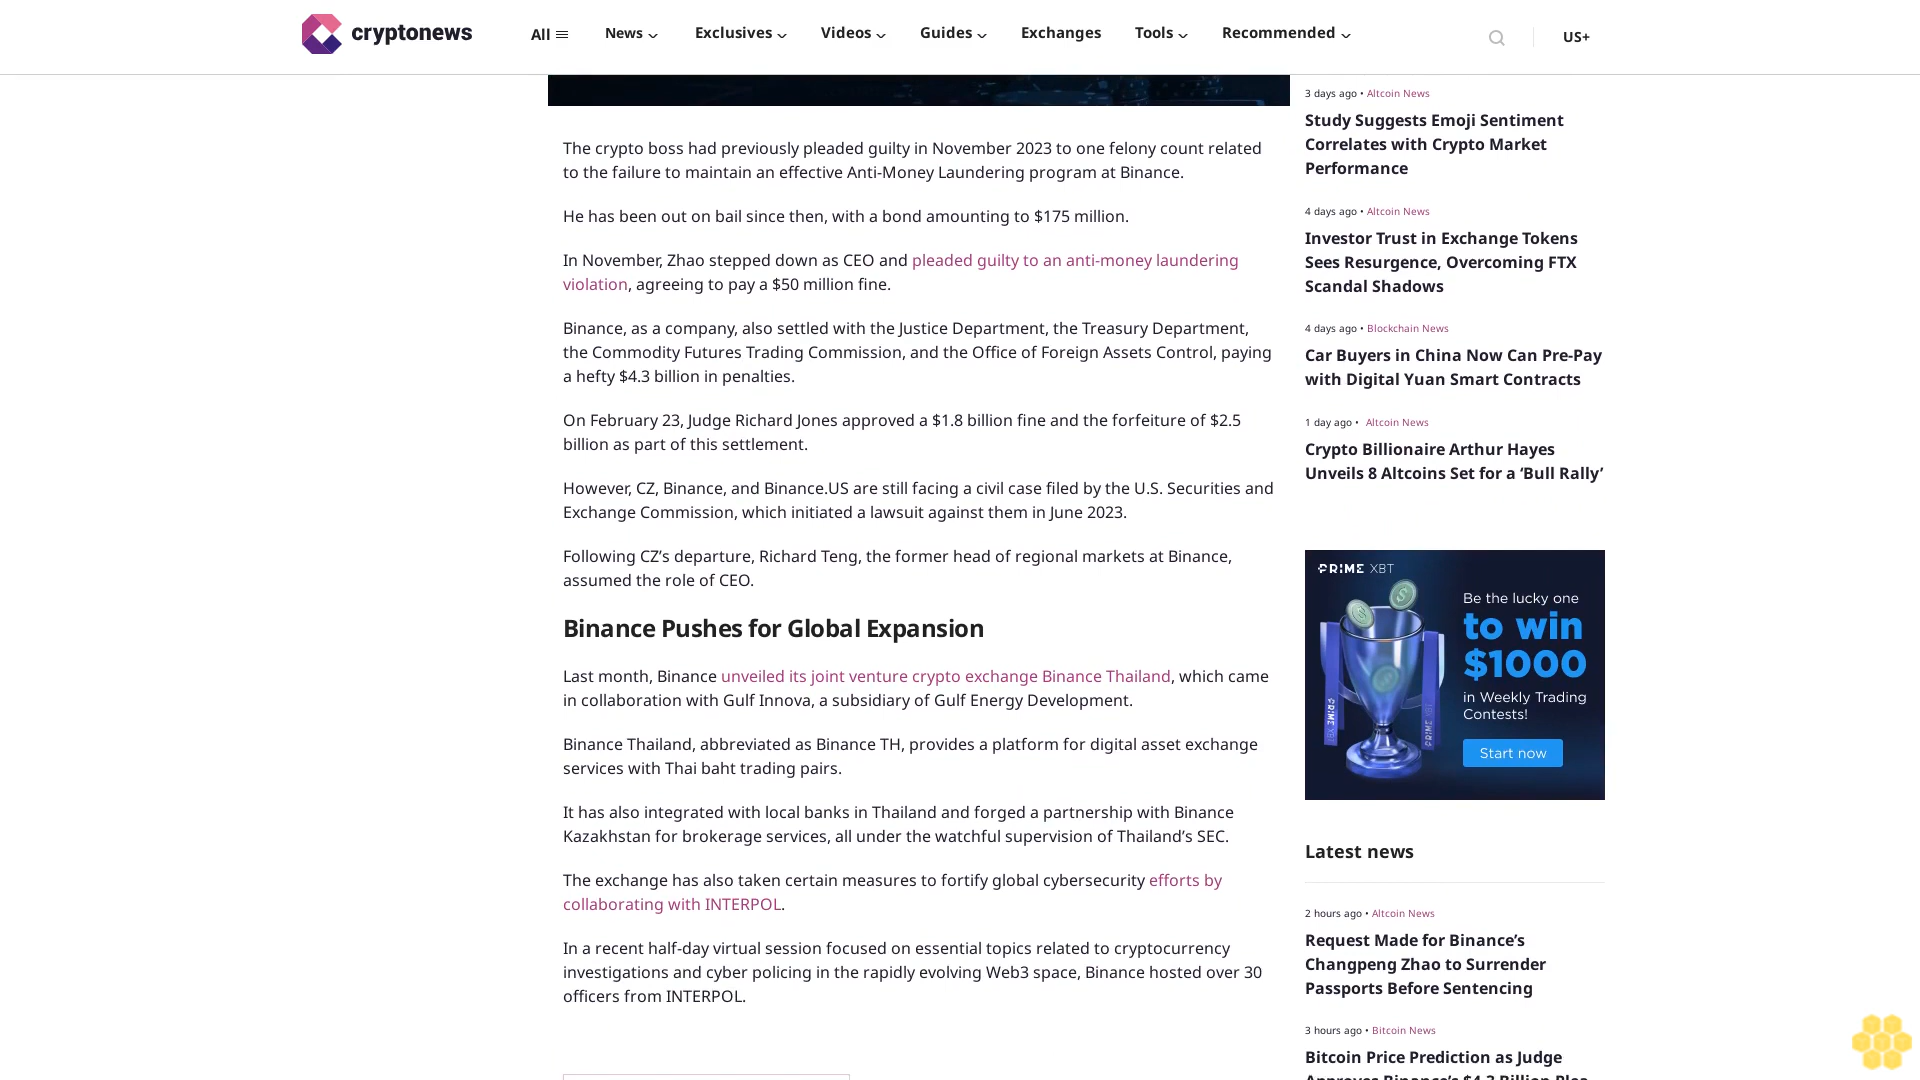 cryptonews
All
News
Exclusives
Videos
Guides
Exchanges
Tools
Recommended
US+
The crypto boss had previously pleaded guilty in November 2023 to one felony count related
to the failure to maintain an effective Anti-Money Laundering program at Binance.
He has been out on bail since then, with a bond amounting to $175 million.
In November, Zhao stepped down as CEO and pleaded guilty to an anti-money laundering
violation, agreeing to pay a $50 million fine.
Binance, as a company, also settled with the Justice Department, the Treasury Department,
the Commodity Futures Trading Commission, and the Office of Foreign Assets Control, paying
a hefty $4.3 billion in penalties.
On February 23, Judge Richard Jones approved a $1.8 billion fine and the forfeiture of $2.5
billion as part of this settlement.
However, CZ, Binance, and Binance.US are still facing a civil case filed by the U.S. Securities and
Exchange Commission, which initiated a lawsuit against them in June 2023.
Following CZ’s departure, Richard Teng, the former head of regional markets at Binance,
assumed the role of CEO.
Binance Pushes for Global Expansion
Last month, Binance unveiled its joint venture crypto exchange Binance Thailand, which came
in collaboration with Gulf Innova, a subsidiary of Gulf Energy Development.
Binance Thailand, abbreviated as Binance TH, provides a platform for digital asset exchange
services with Thai baht trading pairs.
It has also integrated with local banks in Thailand and forged a partnership with Binance
Kazakhstan for brokerage services, all under the watchful supervision of Thailand’s SEC.
The exchange has also taken certain measures to fortify global cybersecurity efforts by
collaborating with INTERPOL.
In a recent half-day virtual session focused on essential topics related to cryptocurrency
investigations and cyber policing in the rapidly evolving Web3 space, Binance hosted over 30
officers from INTERPOL.
3 days ago • Altcoin News
Study Suggests Emoji Sentiment
Correlates with Crypto Market
Performance
4 days ago • Altcoin News
Investor Trust in Exchange Tokens
Sees Resurgence, Overcoming FTX
Scandal Shadows
4 days ago • Blockchain News
Car Buyers in China Now Can Pre-Pay
with Digital Yuan Smart Contracts
1 day ago • Altcoin News
Crypto Billionaire Arthur Hayes
Unveils 8 Altcoins Set for a ‘Bull Rally’
PRIME XBT
Be the lucky one
to win
$1000
in Weekly Trading
Contests!
Start now
Latest news
2 hours ago • Altcoin News
Request Made for Binance’s
Changpeng Zhao to Surrender
Passports Before Sentencing
3 hours ago • Bitcoin News
Bitcoin Price Prediction as Judge
Approves Binance’s $4.3 Billion Plea